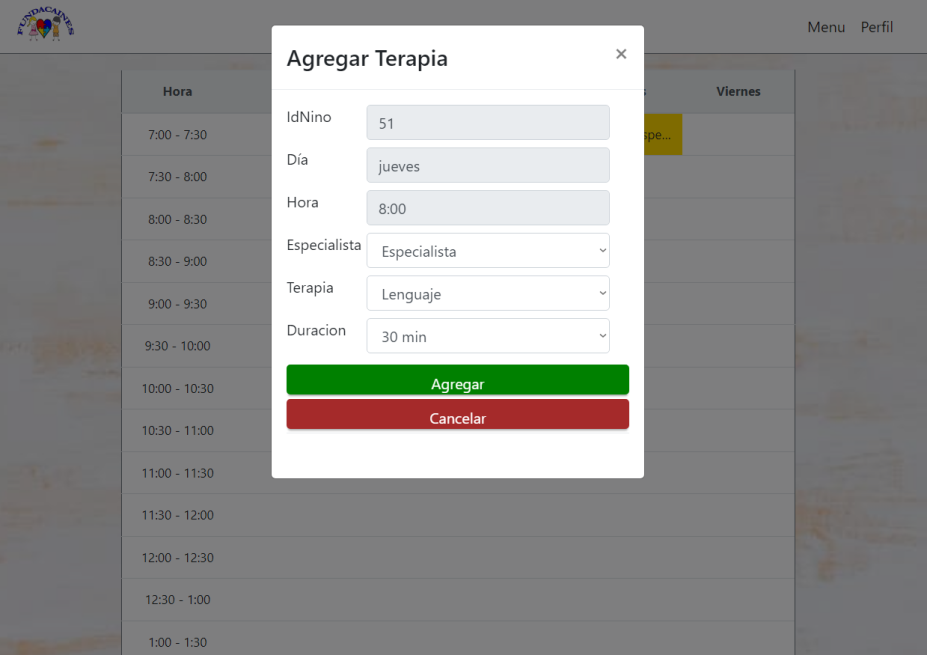 FUNDACAINES
Menu Perfil
Agregar Terapia
×
IdNino 51
Día jueves
Hora 8:00
Especialista Especialista
Terapia Lenguaje
Duracion 30 min
Agregar
Cancelar
Hora Viernes
7:00 - 7:30
7:30 - 8:00
8:00 - 8:30
8:30 - 9:00
9:00 - 9:30
9:30 - 10:00
10:00 - 10:30
10:30 - 11:00
11:00 - 11:30
11:30 - 12:00
12:00 - 12:30
12:30 - 1:00
1:00 - 1:30